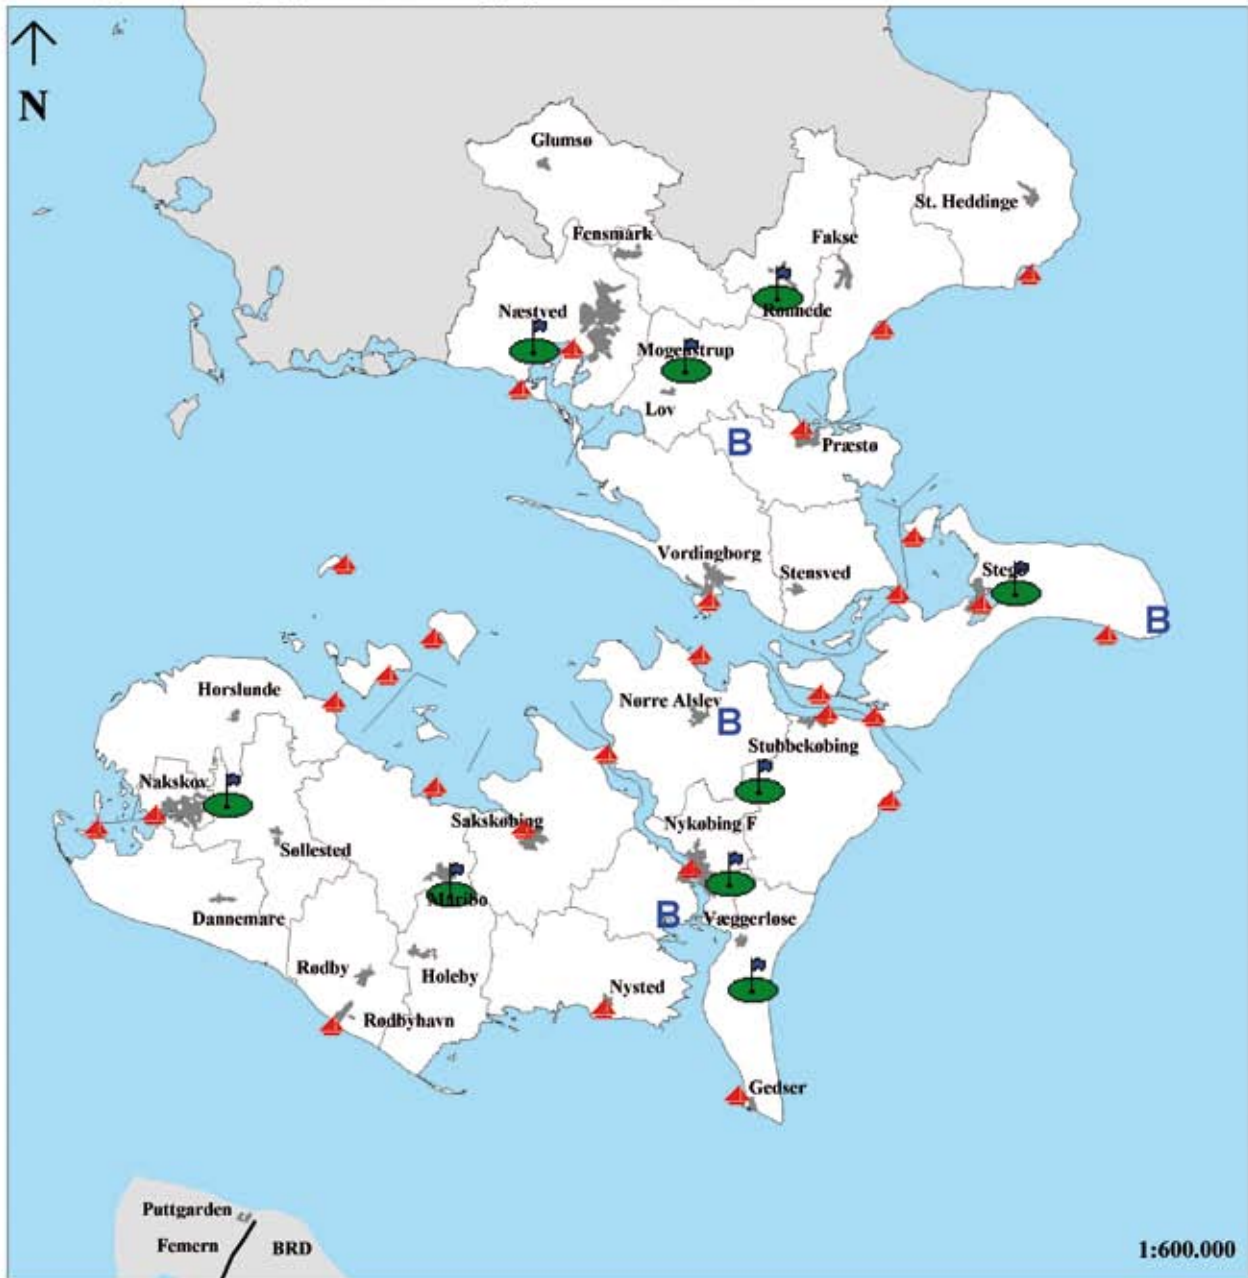 N
Glumsø
St. Heddinge
Fensmark
Fakse
Næstved
Rønnede
Mogenstrup
Lov
B
Præstø
Vordingborg
Stensved
Stege
B
Horslunde
Nørre Alslev
B
Stubbekøbing
Nakskov
Sakskøbing
Nykøbing F
Søllested
Maribo
Dannemare
B
Væggerløse
Rødby
Holeby
Nysted
Rødbyhavn
Gedser
Puttgarden
Femern
BRD
1:600.000